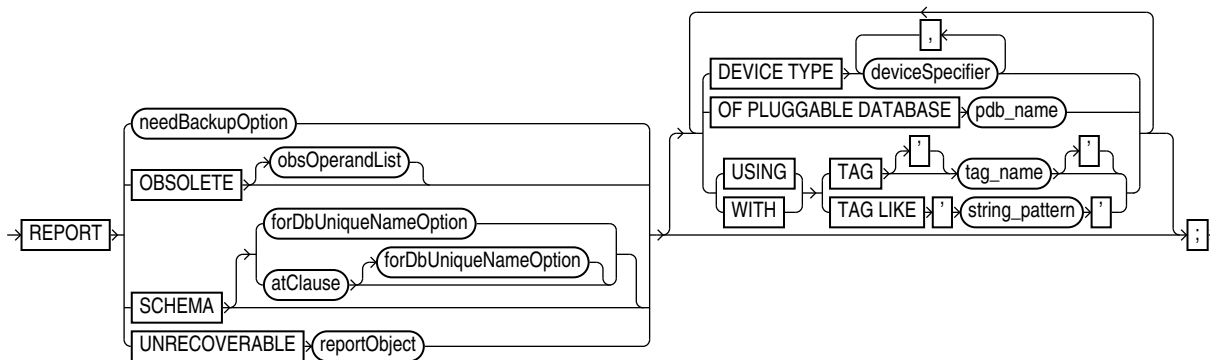 ,
DEVICE TYPE deviceSpecifier
needBackupOption
OF PLUGGABLE DATABASE pdb_name
obsOperandList
OBSOLETE
' '
USING TAG tag_name
WITH TAG LIKE ' string_pattern '
forDbUniqueNameOption
REPORT
;
forDbUniqueNameOption
atClause
SCHEMA
UNRECOVERABLE reportObject